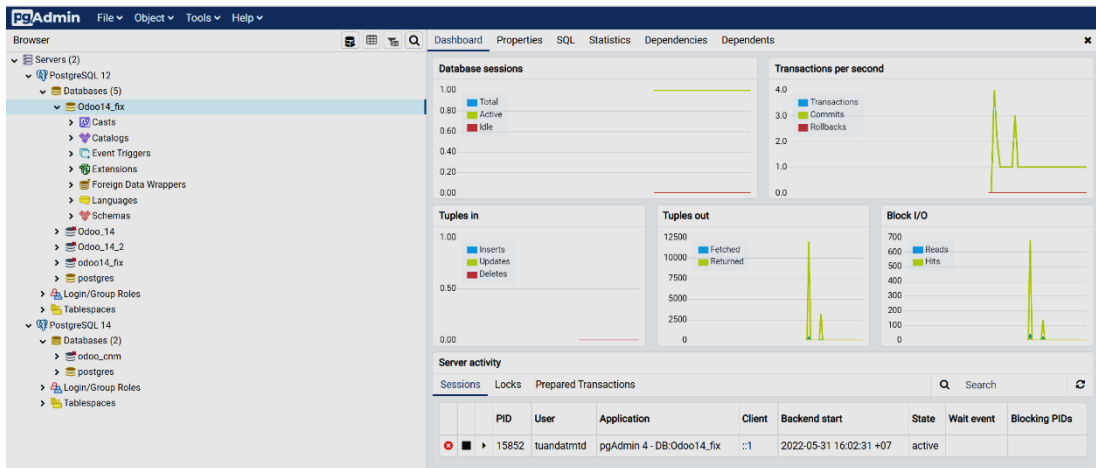 pgAdmin File Object Tools Help
Browser
Servers (2)
PostgreSQL 12
Databases (5)
Odoo14_fix
Casts
Catalogs
Event Triggers
Extensions
Foreign Data Wrappers
Languages
Schemas
Odoo_14
Odoo_14_2
odoo14_fix
postgres
Login/Group Roles
Tablespaces
PostgreSQL 14
Databases (2)
odoo_cnm
postgres
Login/Group Roles
Tablespaces
Dashboard Properties SQL Statistics Dependencies Dependents
Database sessions
1.00
0.80
0.60
0.40
0.20
0.00
Total
Active
Idle
Transactions per second
4.0
3.0
2.0
1.0
0.0
Transactions
Commits
Rollbacks
Tuples in
1.00
0.50
0.00
Inserts
Updates
Deletes
Tuples out
12500
10000
7500
5000
2500
0
Fetched
Returned
Block I/O
700
600
500
400
300
200
100
0
Reads
Hits
Server activity
Sessions Locks Prepared Transactions Search
PID User Application Client Backend start State Wait event Blocking PIDs
15852 tuandatmtd pgAdmin 4 - DB:Odoo14_fix ::1 2022-05-31 16:02:31 +07 active